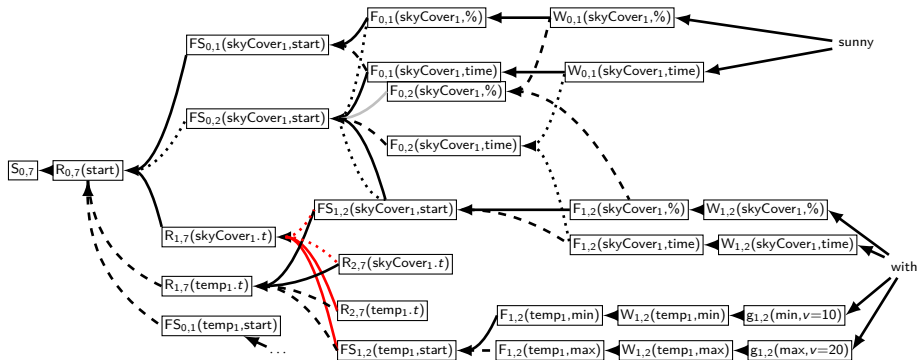 F0,1(skyCover1,%)
W0,1(skyCover1,%)
FS0,1(skyCover1,start)
sunny
F0,1(skyCover1,time)
W0,1(skyCover1,time)
F0,2(skyCover1,%)
FS0,2(skyCover1,start)
F0,2(skyCover1,time)
S0,7
R0,7(start)
FS1,2(skyCover1,start)
F1,2(skyCover1,%)
W1,2(skyCover1,%)
R1,7(skyCover1.t)
F1,2(skyCover1,time)
W1,2(skyCover1,time)
R2,7(skyCover1.t)
with
R1,7(temp1.t)
R2,7(temp1.t)
F1,2(temp1,min)
W1,2(temp1,min)
g1,2(min,v=10)
FS0,1(temp1,start)
...
FS1,2(temp1,start)
F1,2(temp1,max)
W1,2(temp1,max)
g1,2(max,v=20)